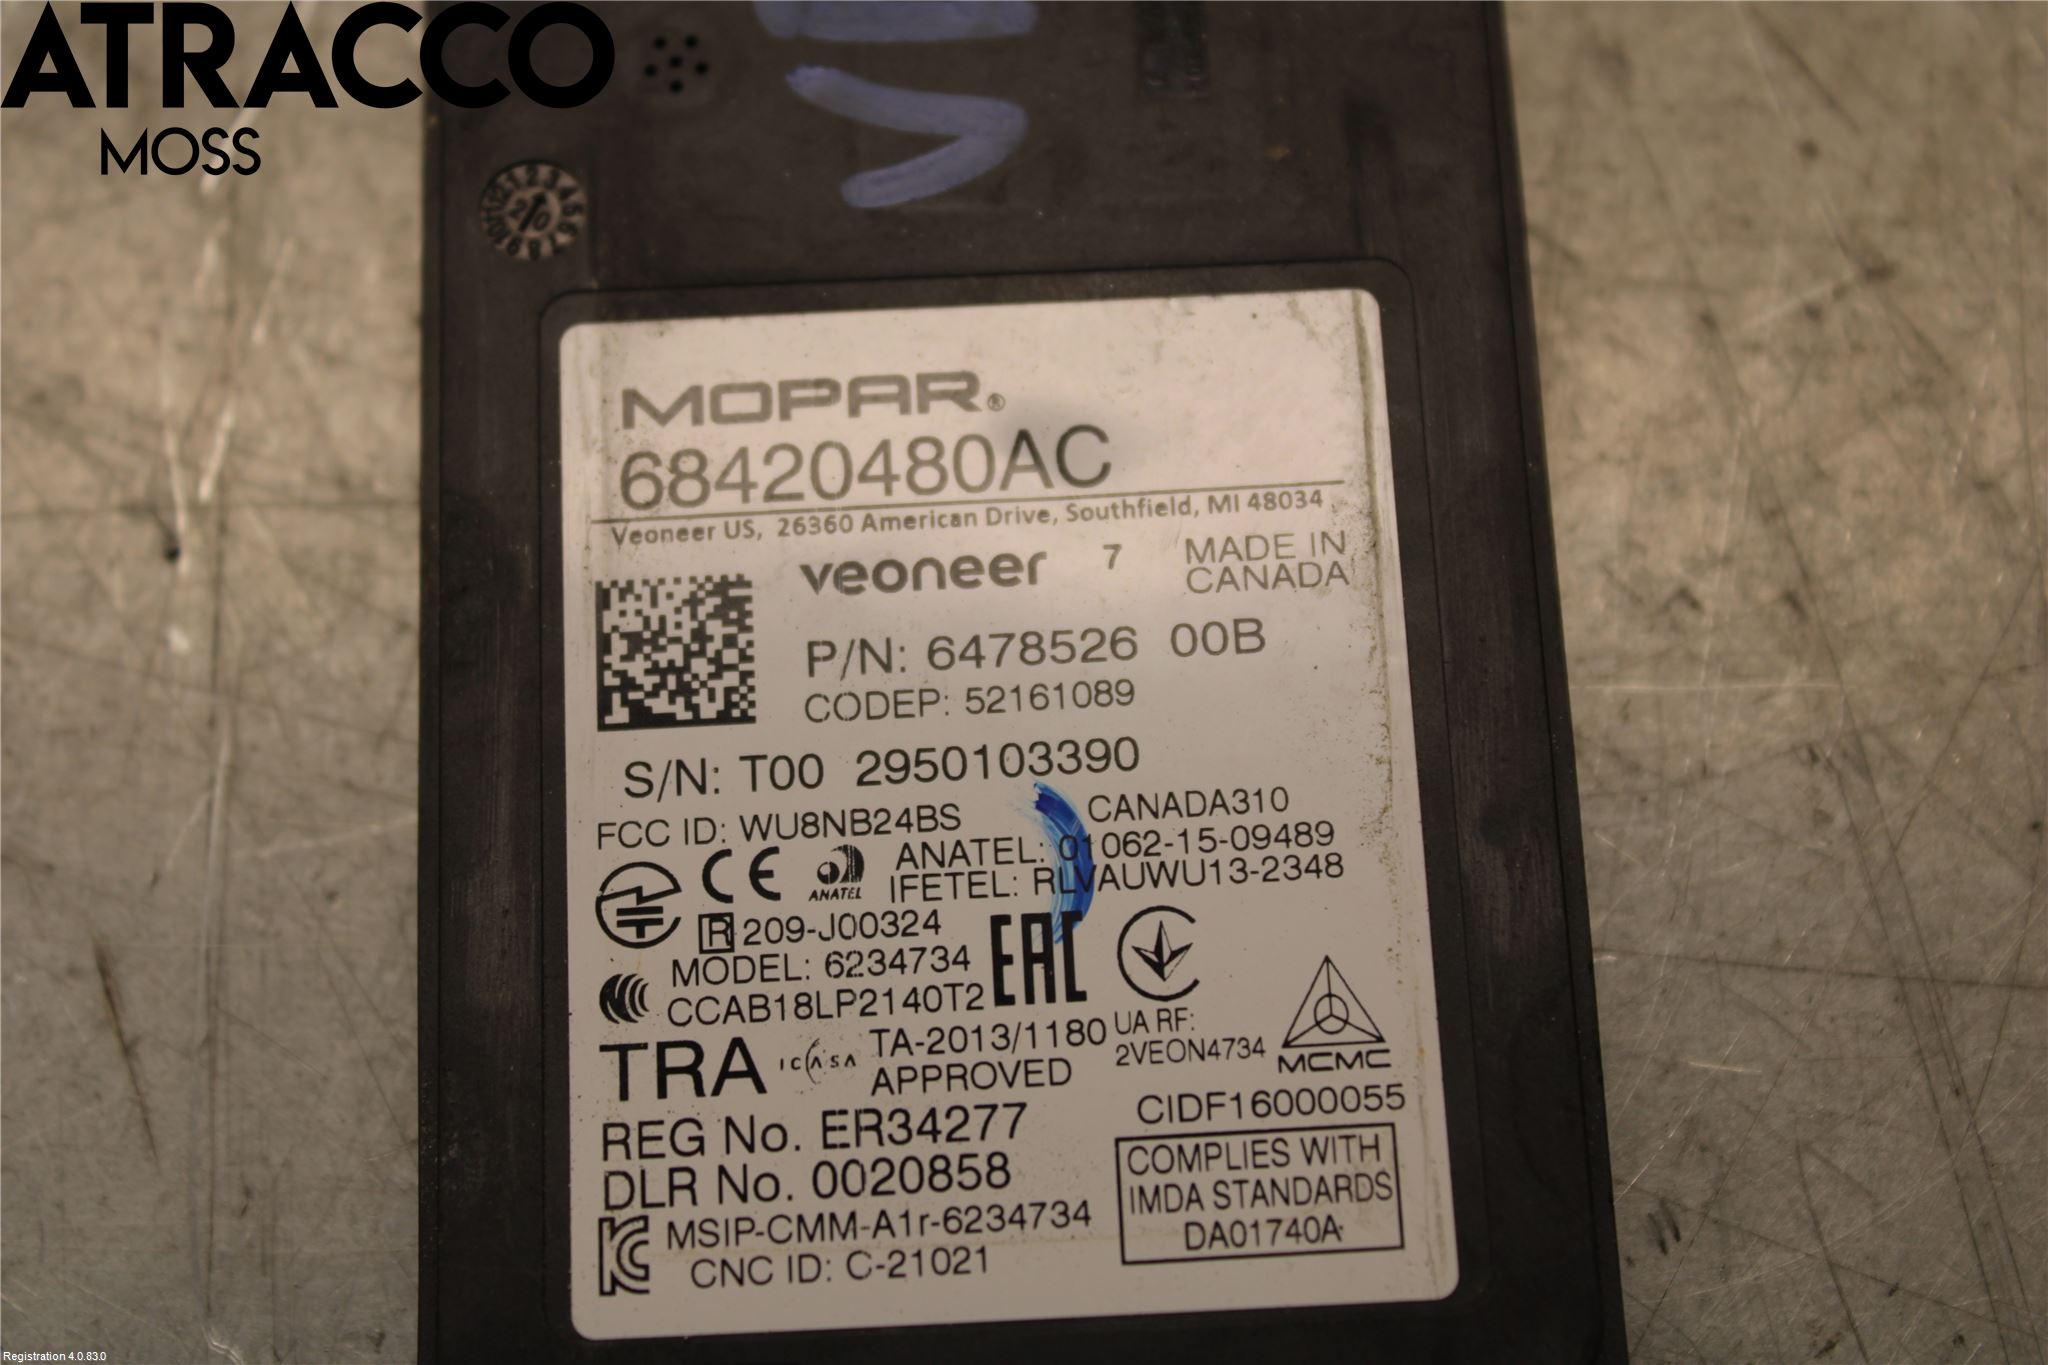 ATRACCO
MOSS
MOPAR®
68420480AC
Veoneer US, 26360 American Drive, Southfield, MI 48034
veoneer 7 MADE IN
CANADA
P/N: 6478526 00B
CODEP: 52161089
S/N: T00 2950103390
FCC ID: WU8NB24BS CANADA310
CE ANATEL ANATEL: 01062-15-09489
IFETEL: RLVAUWU13-2348
R 209-J00324 EAC
MODEL: 6234734
CCAB18LP2140T2
TRA ICASA TA-2013/1180
APPROVED
UA RF:
2VEON4734
MCMC
CIDF16000055
REG No. ER34277
DLR No. 0020858
COMPLIES WITH
IMDA STANDARDS
DA01740A
MSIP-CMM-A1r-6234734
CNC ID: C-21021
Registration 4.0.83.0